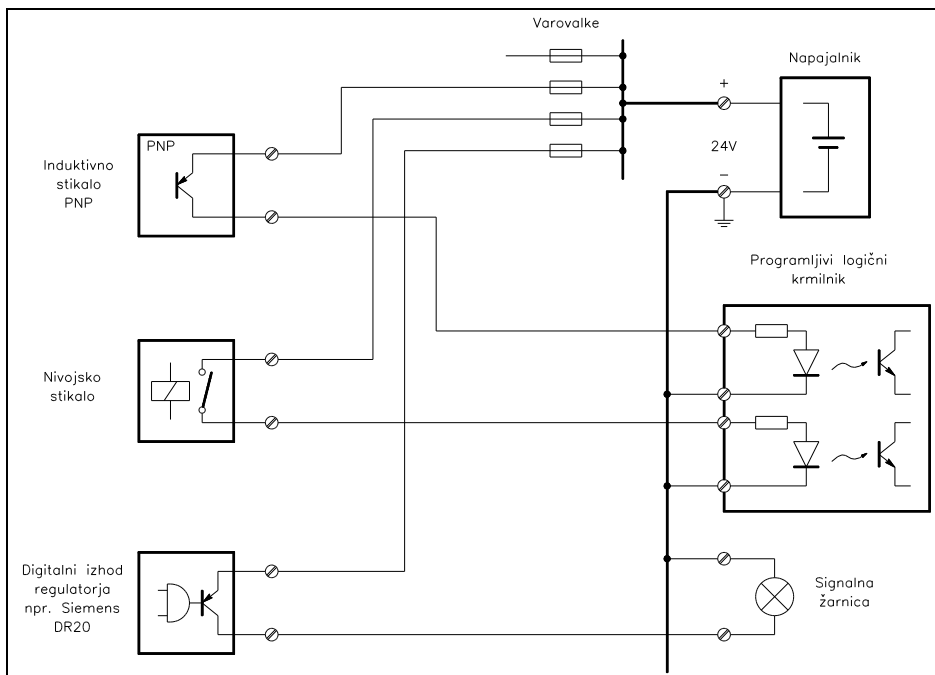 Varovalke
Napajalnik
+
24V
−
PNP
Induktivno
stikalo
PNP
Programljivi logični
krmilnik
Nivojsko
stikalo
Digitalni izhod
regulatorja
npr. Siemens
DR20
Signalna
žarnica